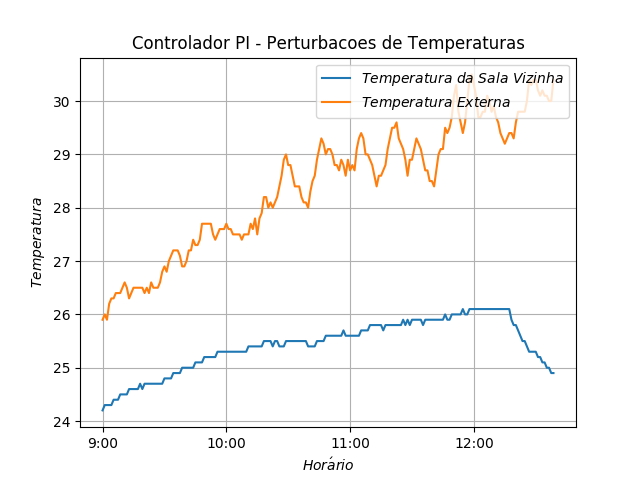 Controlador PI - Perturbacoes de Temperaturas
Temperatura da Sala Vizinha
Temperatura Externa
Temperatura
30
29
28
27
26
25
24
9:00 10:00 11:00 12:00
Horário